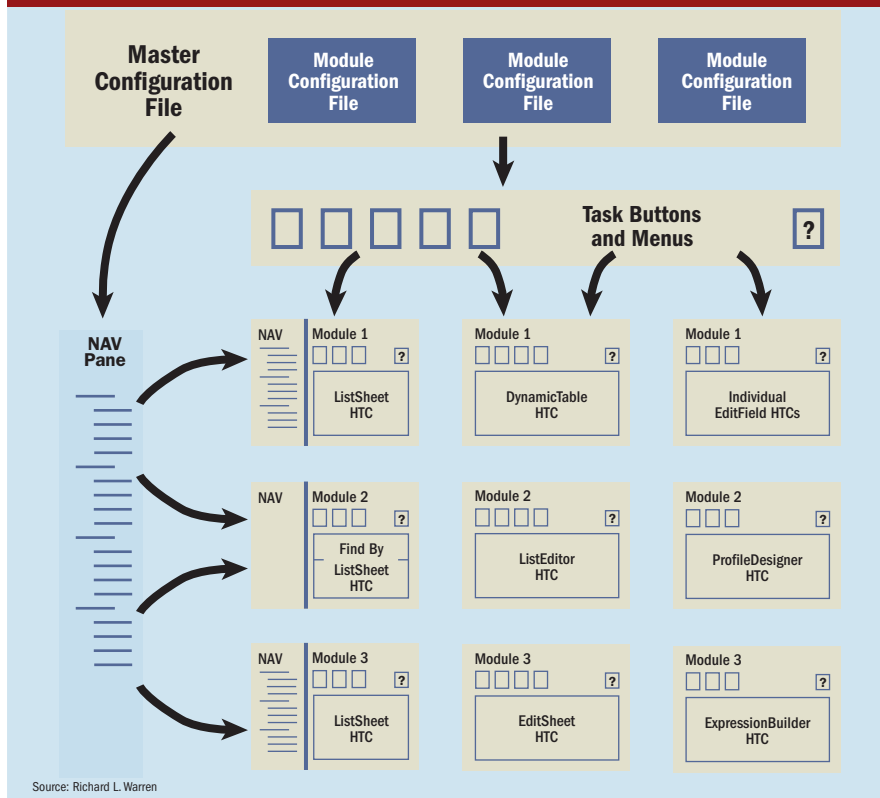 Master
Configuration
File
Module
Configuration
File
Module
Configuration
File
Module
Configuration
File
Task Buttons
and Menus
?
NAV
Pane
NAV
Module 1
?
ListSheet
HTC
Module 1
?
DynamicTable
HTC
Module 1
?
Individual
EditField HTCs
NAV
Module 2
?
Find By
ListSheet
HTC
Module 2
?
ListEditor
HTC
Module 2
?
ProfileDesigner
HTC
NAV
Module 3
?
ListSheet
HTC
Module 3
?
EditSheet
HTC
Module 3
?
ExpressionBuilder
HTC
Source: Richard L. Warren